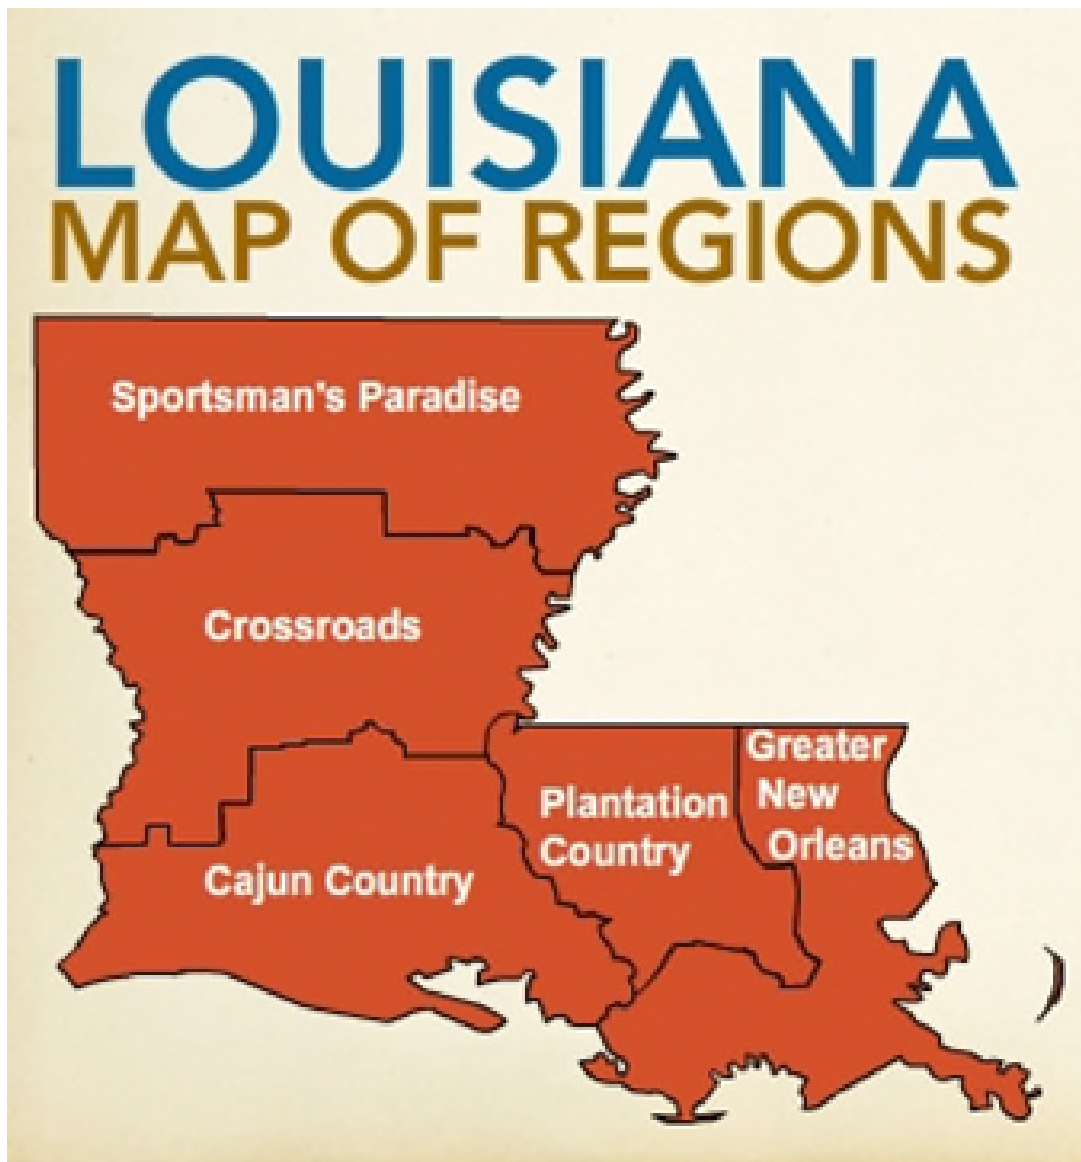 LOUISIANA
MAP OF REGIONS
Sportsman's Paradise
Crossroads
Greater
New
Orleans
Plantation
Country
Cajun Country